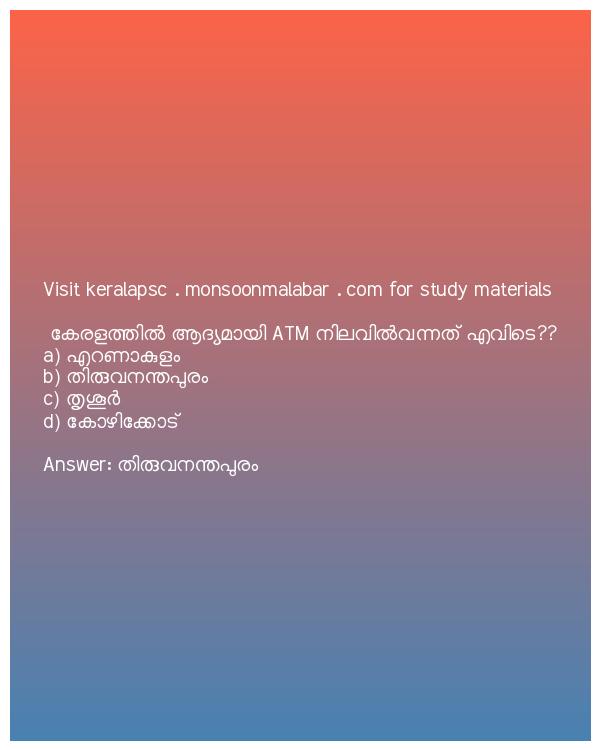 Visit keralapsc . monsoonmalabar . com for study materials
കേരളത്തിൽ ആദ്യമായി ATM നിലവിൽവന്നത് എവിടെ??
a) എറണാകുളം
b) തിരുവനന്തപുരം
c) തൃശൂർ
d) കോഴിക്കോട്
Answer: തിരുവനന്തപുരം